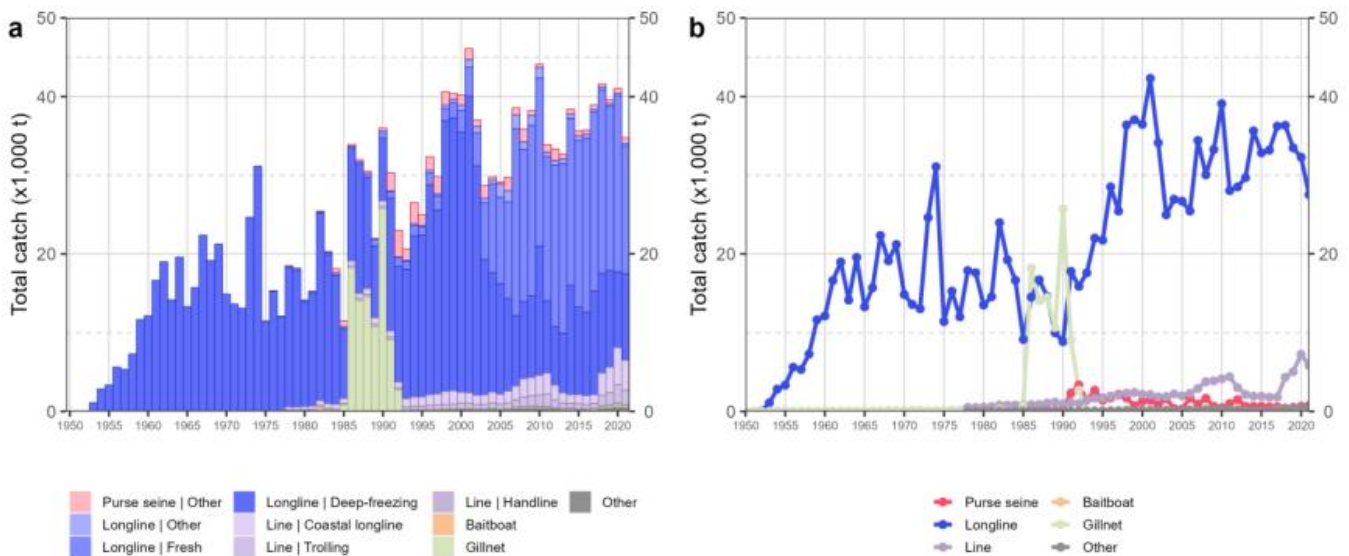 a
50
40
20
0
Total catch (x1,000 t)
50
40
20
0
1950 1955 1960 1965 1970 1975 1980 1985 1990 1995 2000 2005 2010 2015 2020
Purse seine | Other
Longline | Other
Longline | Fresh
Longline | Deep-freezing
Line | Coastal longline
Line | Trolling
Line | Handline
Baitboat
Gillnet
Other
b
50
40
20
0
Total catch (x1,000 t)
50
40
20
0
1950 1955 1960 1965 1970 1975 1980 1985 1990 1995 2000 2005 2010 2015 2020
Purse seine
Longline
Line
Baitboat
Gillnet
Other